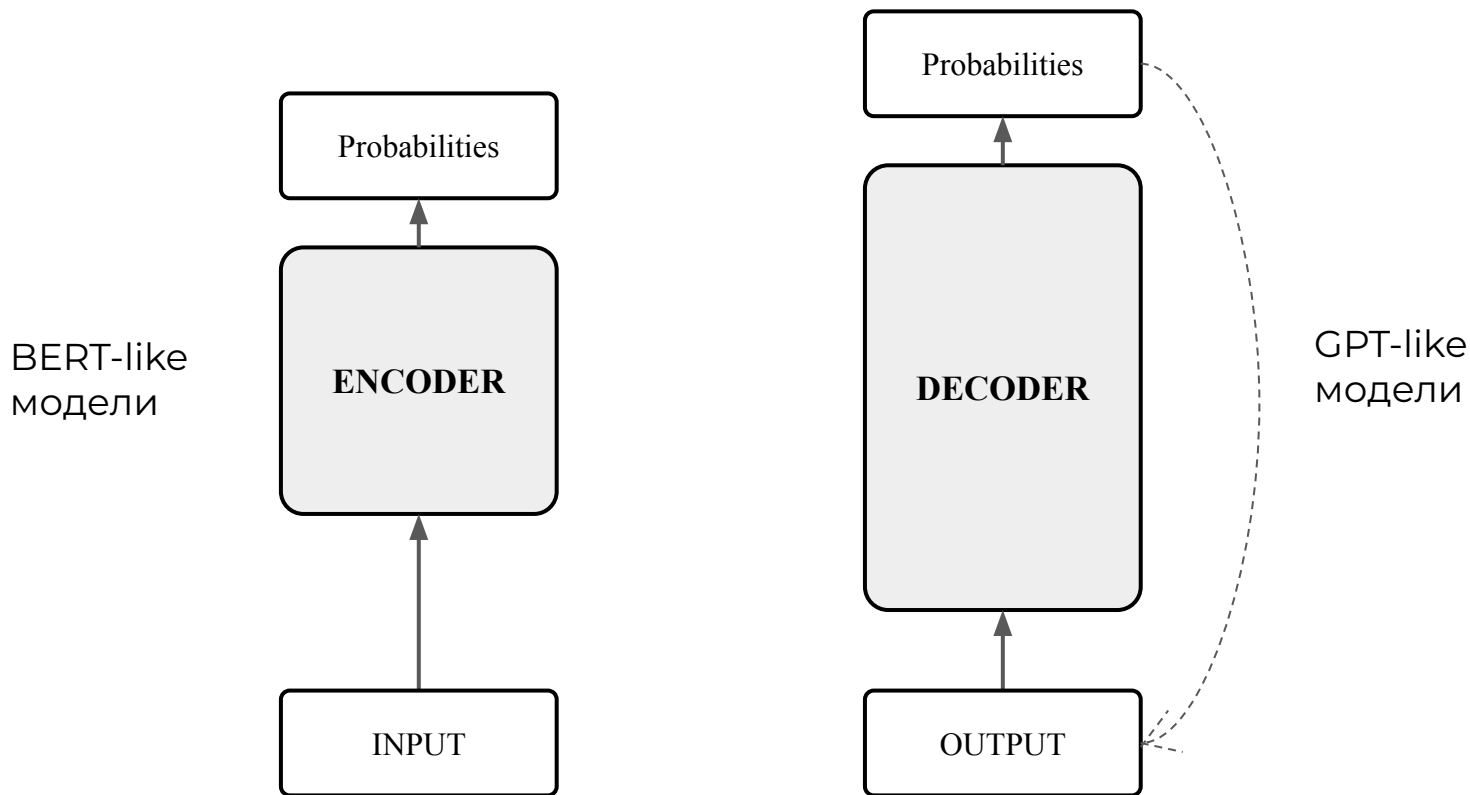 BERT-like
модели
Probabilities
ENCODER
INPUT
Probabilities
DECODER
OUTPUT
GPT-like
модели